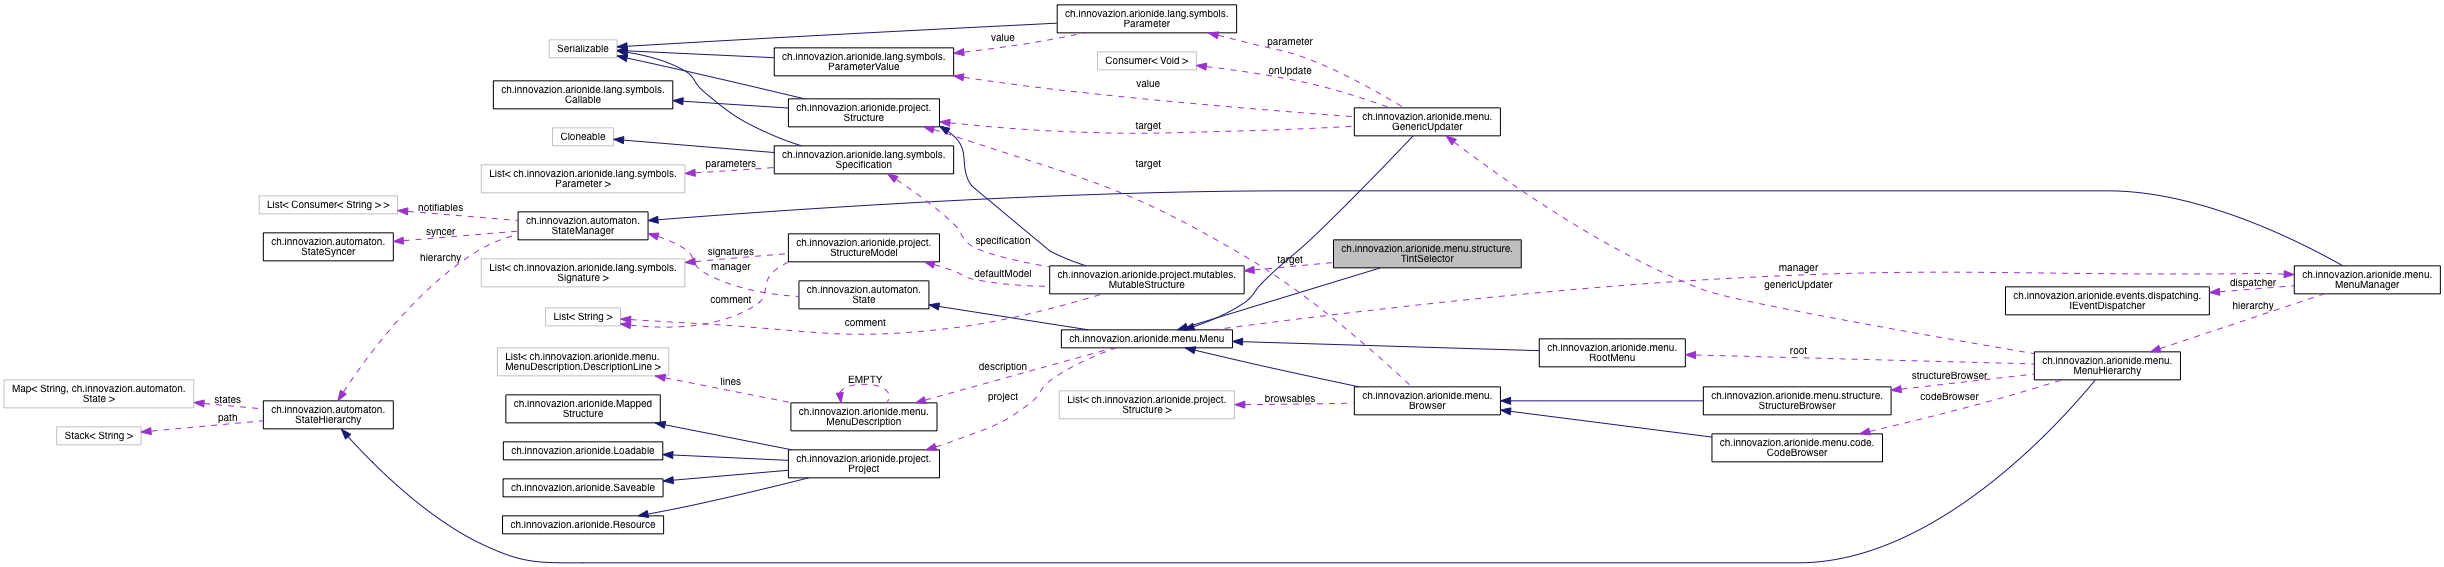 ch.innovazion.arionide.lang.symbols.
Parameter
Serializable
value
parameter
ch.innovazion.arionide.lang.symbols.
ParameterValue
Consumer< Void >
onUpdate
value
ch.innovazion.arionide.lang.symbols.
Callable
ch.innovazion.arionide.project.
Structure
ch.innovazion.arionide.menu.
GenericUpdater
target
Cloneable
ch.innovazion.arionide.lang.symbols.
Specification
parameters
target
List< ch.innovazion.arionide.lang.symbols.
Parameter >
List< Consumer< String > >
notifiables
ch.innovazion.automaton.
StateManager
syncer
ch.innovazion.automaton.
StateSyncer
hierarchy
signatures
manager
ch.innovazion.arionide.project.
StructureModel
specification
ch.innovazion.arionide.menu.structure.
TintSelector
target
List< ch.innovazion.arionide.lang.symbols.
Signature >
defaultModel
ch.innovazion.arionide.project.mutables.
MutableStructure
manager
genericUpdater
ch.innovazion.arionide.menu.
MenuManager
dispatcher
ch.innovazion.automaton.
State
comment
ch.innovazion.arionide.events.dispatching.
IEventDispatcher
hierarchy
List< String >
comment
ch.innovazion.arionide.menu.Menu
ch.innovazion.arionide.menu.
RootMenu
root
ch.innovazion.arionide.menu.
MenuHierarchy
List< ch.innovazion.arionide.menu.
MenuDescription.DescriptionLine >
lines
EMPTY
description
project
structureBrowser
codeBrowser
Map< String, ch.innovazion.automaton.
State >
states
path
Stack< String >
ch.innovazion.automaton.
StateHierarchy
ch.innovazion.arionide.Mapped
Structure
ch.innovazion.arionide.menu.
MenuDescription
List< ch.innovazion.arionide.project.
Structure >
browsables
ch.innovazion.arionide.menu.
Browser
ch.innovazion.arionide.menu.structure.
StructureBrowser
ch.innovazion.arionide.menu.code.
CodeBrowser
ch.innovazion.arionide.Loadable
ch.innovazion.arionide.project.
Project
ch.innovazion.arionide.Saveable
ch.innovazion.arionide.Resource